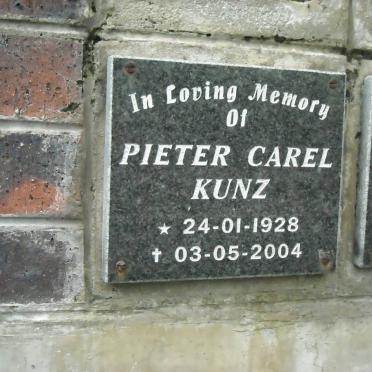 In Loving Memory
Of
PIETER CAREL
KUNZ
★ 24-01-1928
✝ 03-05-2004